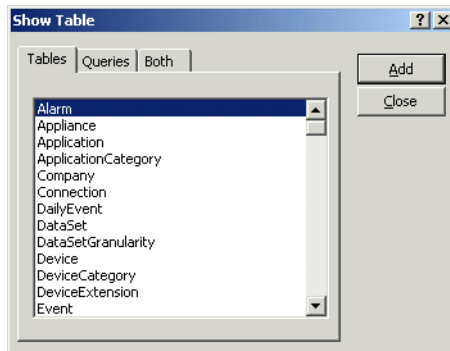 Show Table
Tables Queries Both
Add
Close
Alarm
Appliance
Application
ApplicationCategory
Company
Connection
DailyEvent
DataSet
DataSetGranularity
Device
DeviceCategory
DeviceExtension
Event